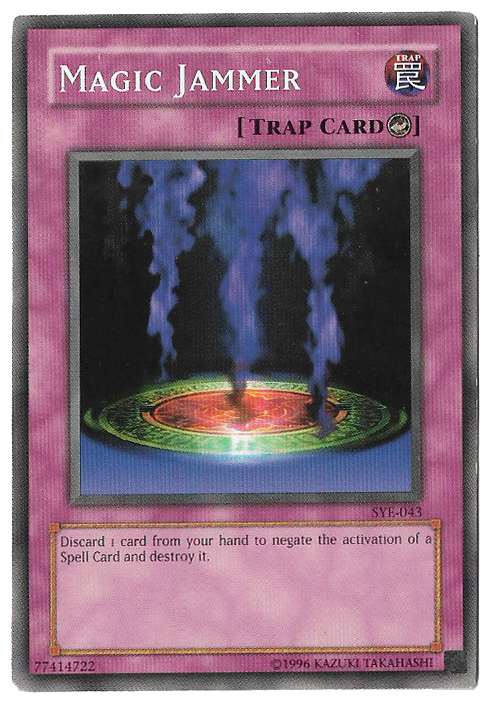 MAGIC JAMMER
TRAP
罠
[TRAP CARD]
SYE-043
Discard 1 card from your hand to negate the activation of a
Spell Card and destroy it.
77414722
©1996 KAZUKI TAKAHASHI